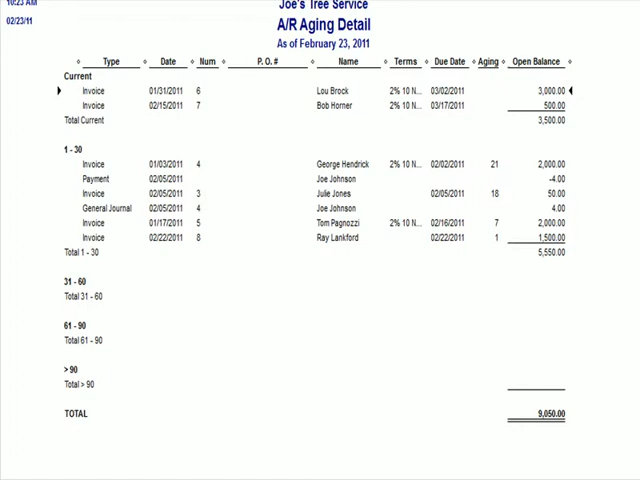 10:23 AM
02/23/11
Joe's Tree Service
A/R Aging Detail
As of February 23, 2011
Type Date Num P. O. # Name Terms Due Date Aging Open Balance
Current
Invoice 01/31/2011 6 Lou Brock 2% 10 N... 03/02/2011 3,000.00
Invoice 02/15/2011 7 Bob Horner 2% 10 N... 03/17/2011 500.00
Total Current 3,500.00
1 - 30
Invoice 01/03/2011 4 George Hendrick 2% 10 N... 02/02/2011 21 2,000.00
Payment 02/05/2011 Joe Johnson -4.00
Invoice 02/05/2011 3 Julie Jones 02/05/2011 18 50.00
General Journal 02/05/2011 4 Joe Johnson 4.00
Invoice 01/17/2011 5 Tom Pagnozzi 2% 10 N... 02/16/2011 7 2,000.00
Invoice 02/22/2011 8 Ray Lankford 02/22/2011 1 1,500.00
Total 1 - 30 5,550.00
31 - 60
Total 31 - 60
61 - 90
Total 61 - 90
> 90
Total > 90
TOTAL 9,050.00